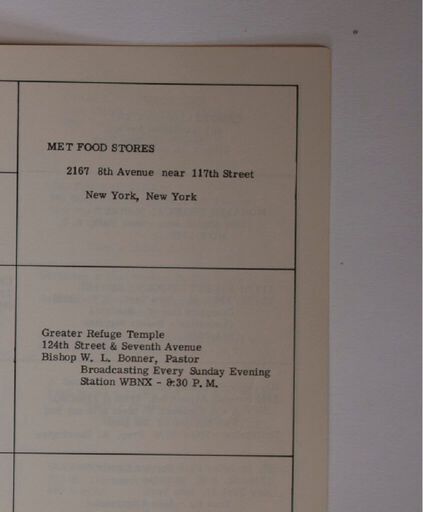 MET FOOD STORES
2167 8th Avenue near 117th Street
New York, New York
Greater Refuge Temple
124th Street & Seventh Avenue
Bishop W. L. Bonner, Pastor
Broadcasting Every Sunday Evening
Station WBNX - 8:30 P. M.